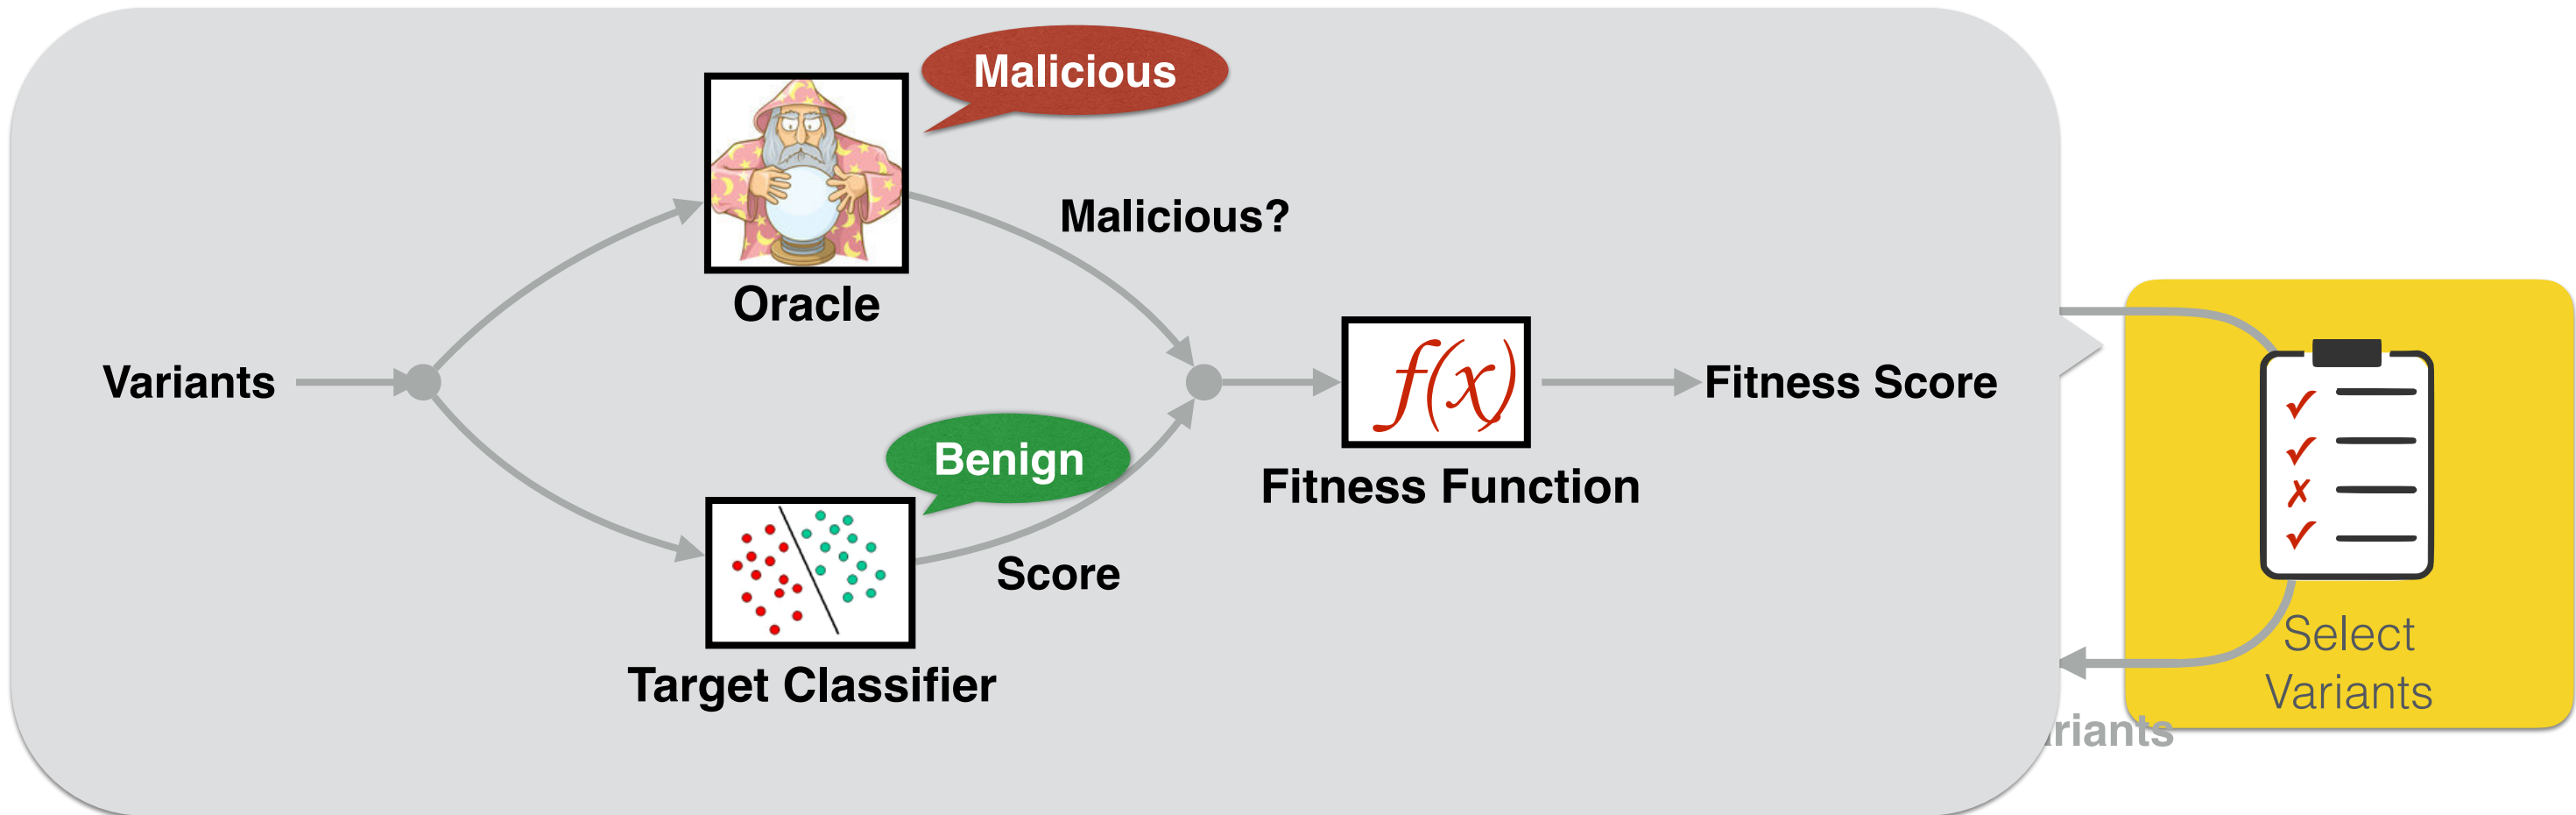 Malicious
Malicious?
Oracle
Variants
f(x)
Fitness Score
Benign
Fitness Function
Score
Target Classifier
Select
Variants